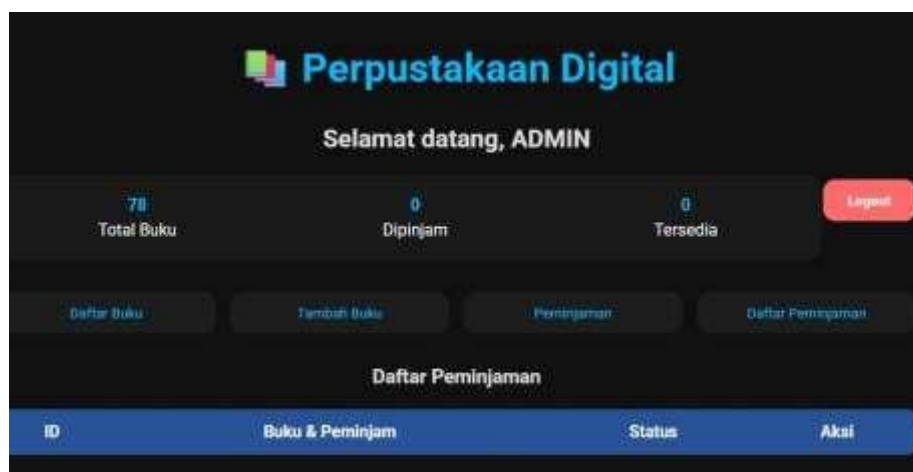 Perpustakaan Digital
Selamat datang, ADMIN
78 0 0
Total Buku Dipinjam Tersedia
Logout
Daftar Buku Tambah Buku Peminjaman Daftar Peminjaman
Daftar Peminjaman
ID Buku & Peminjam Status Aksi